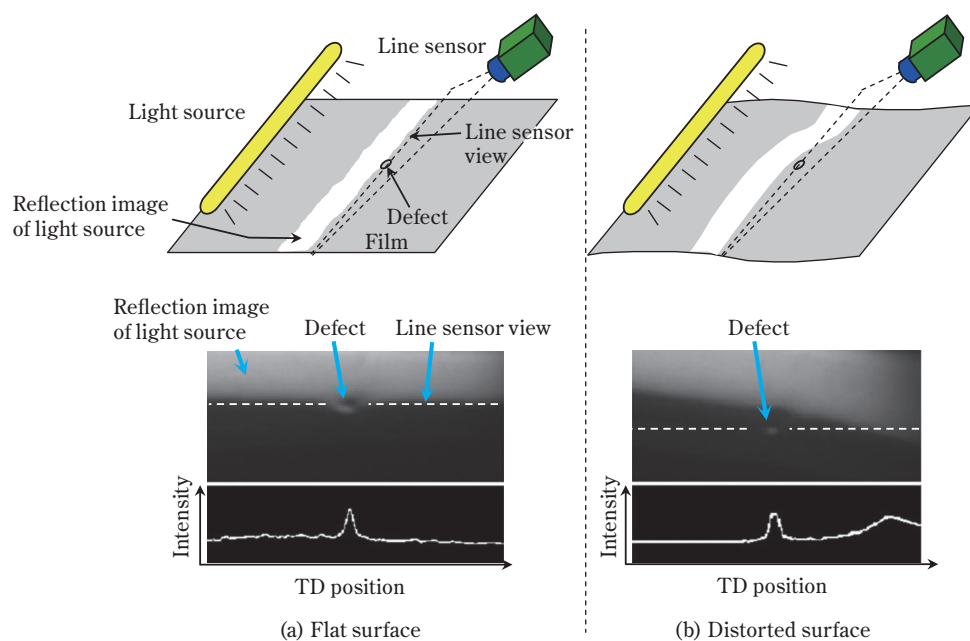 Line sensor
Light source
Line sensor
view
Reflection image
of light source
Defect
Film
Reflection image
of light source
Defect
Line sensor view
Intensity
TD position
(a) Flat surface
Defect
Intensity
TD position
(b) Distorted surface